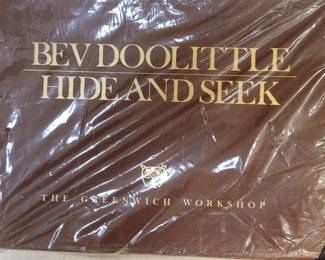 BEV DOOLITTLE
HIDE AND SEEK
THE GREENWICH WORKSHOP